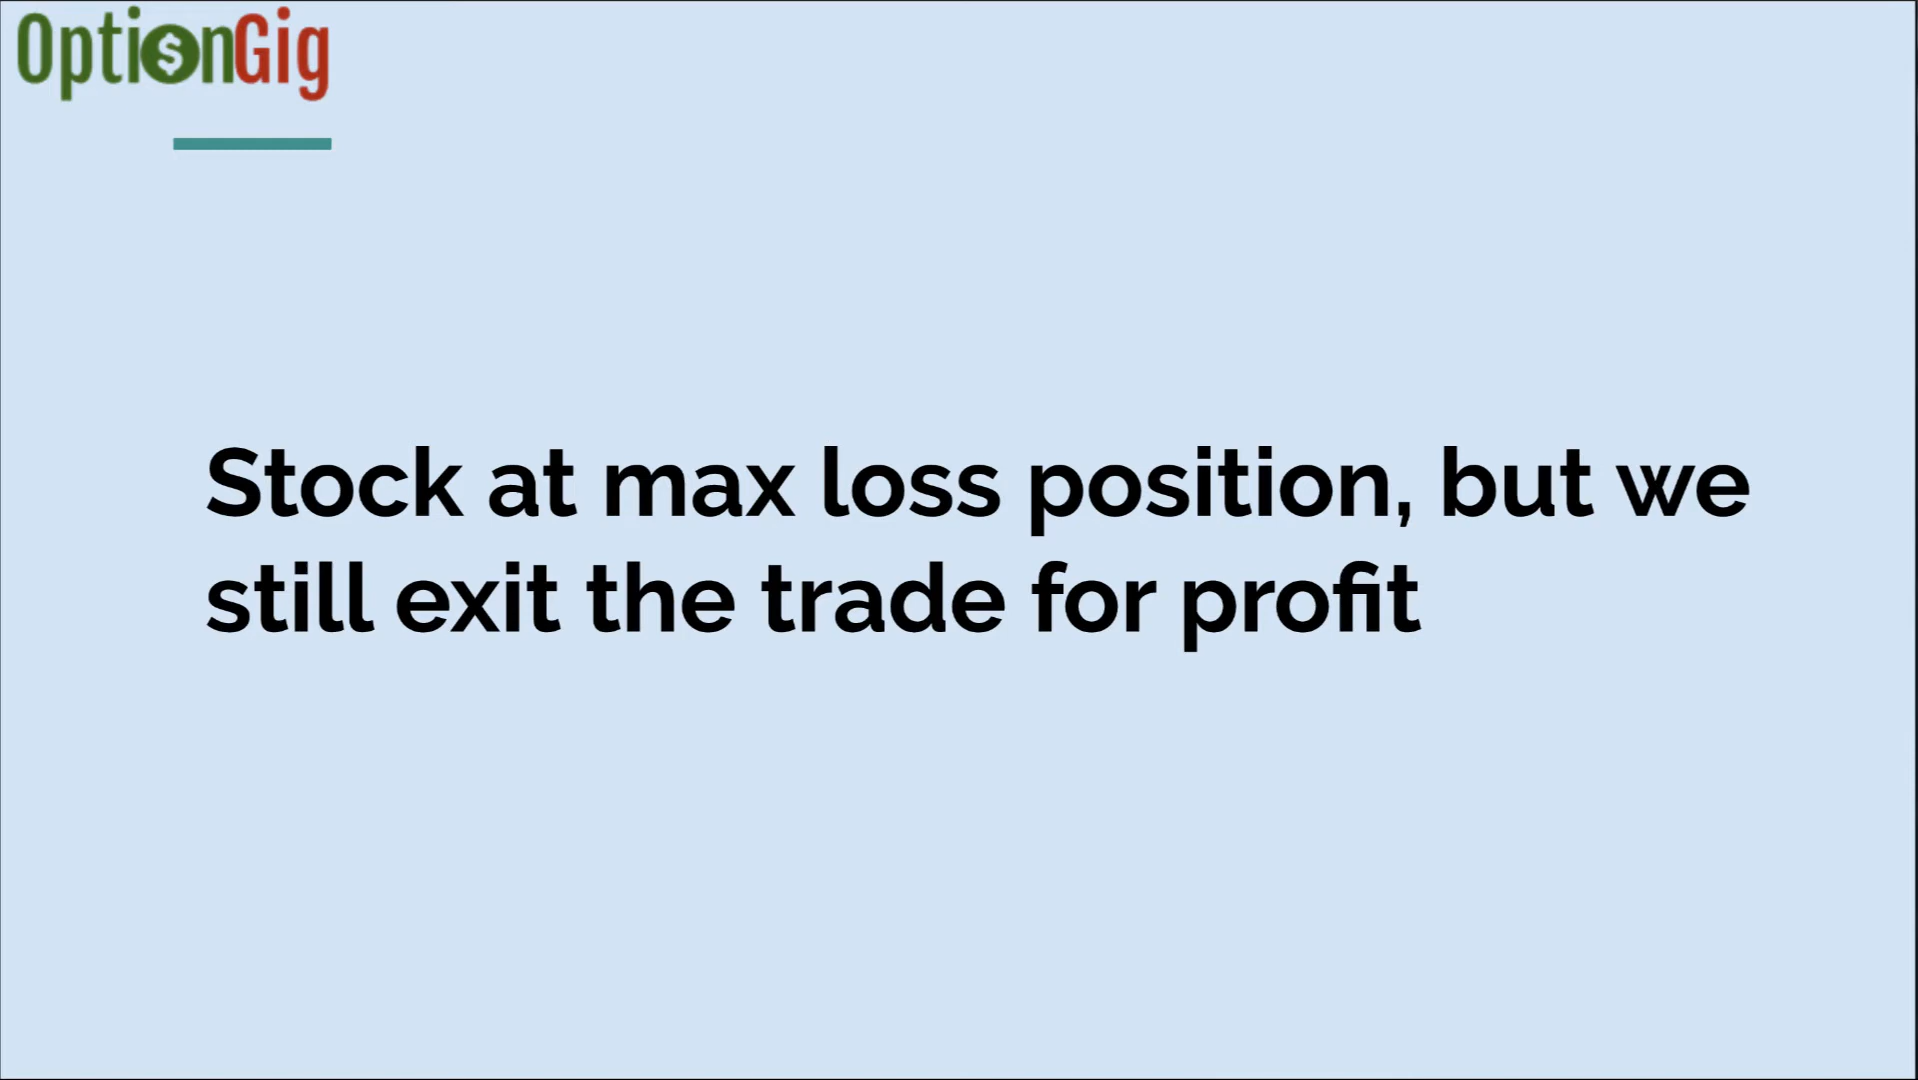 OptionGig
Stock at max loss position, but we
still exit the trade for profit